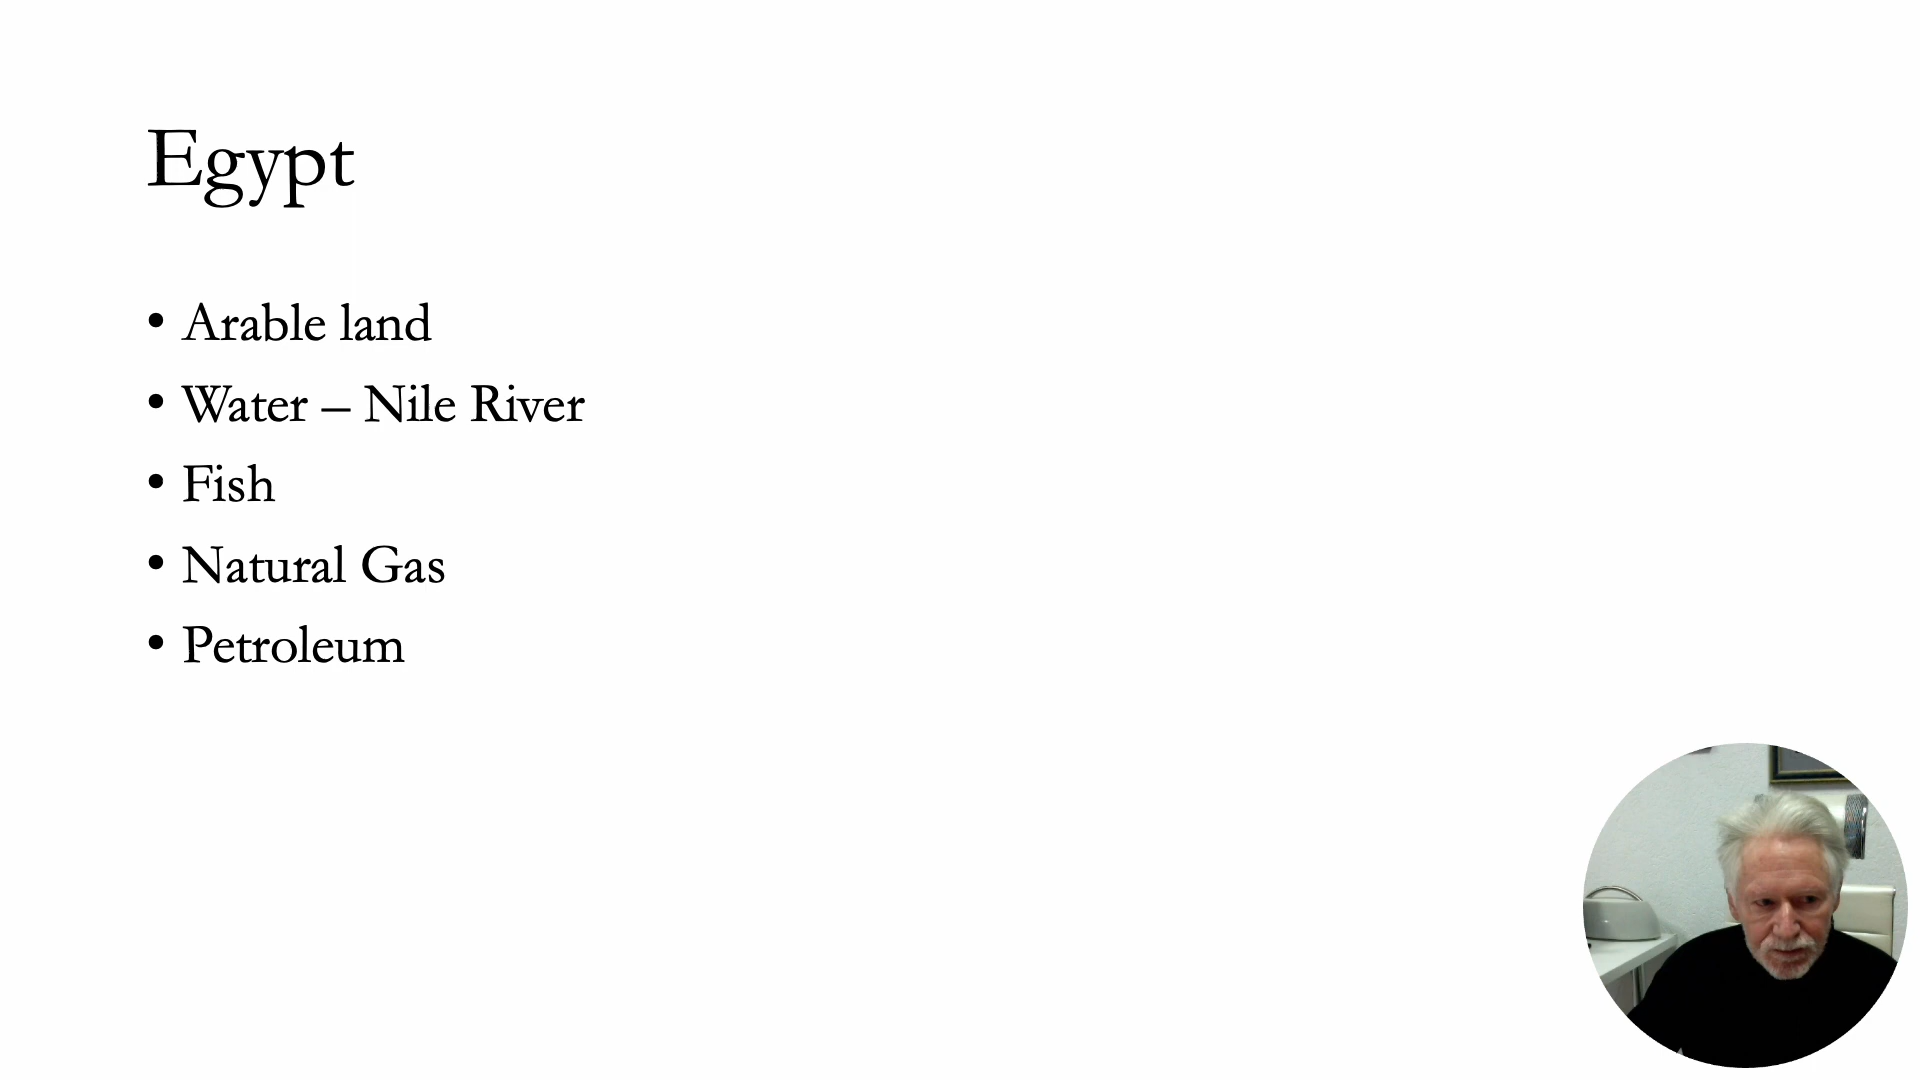 Egypt
• Arable land
• Water – Nile River
• Fish
• Natural Gas
• Petroleum